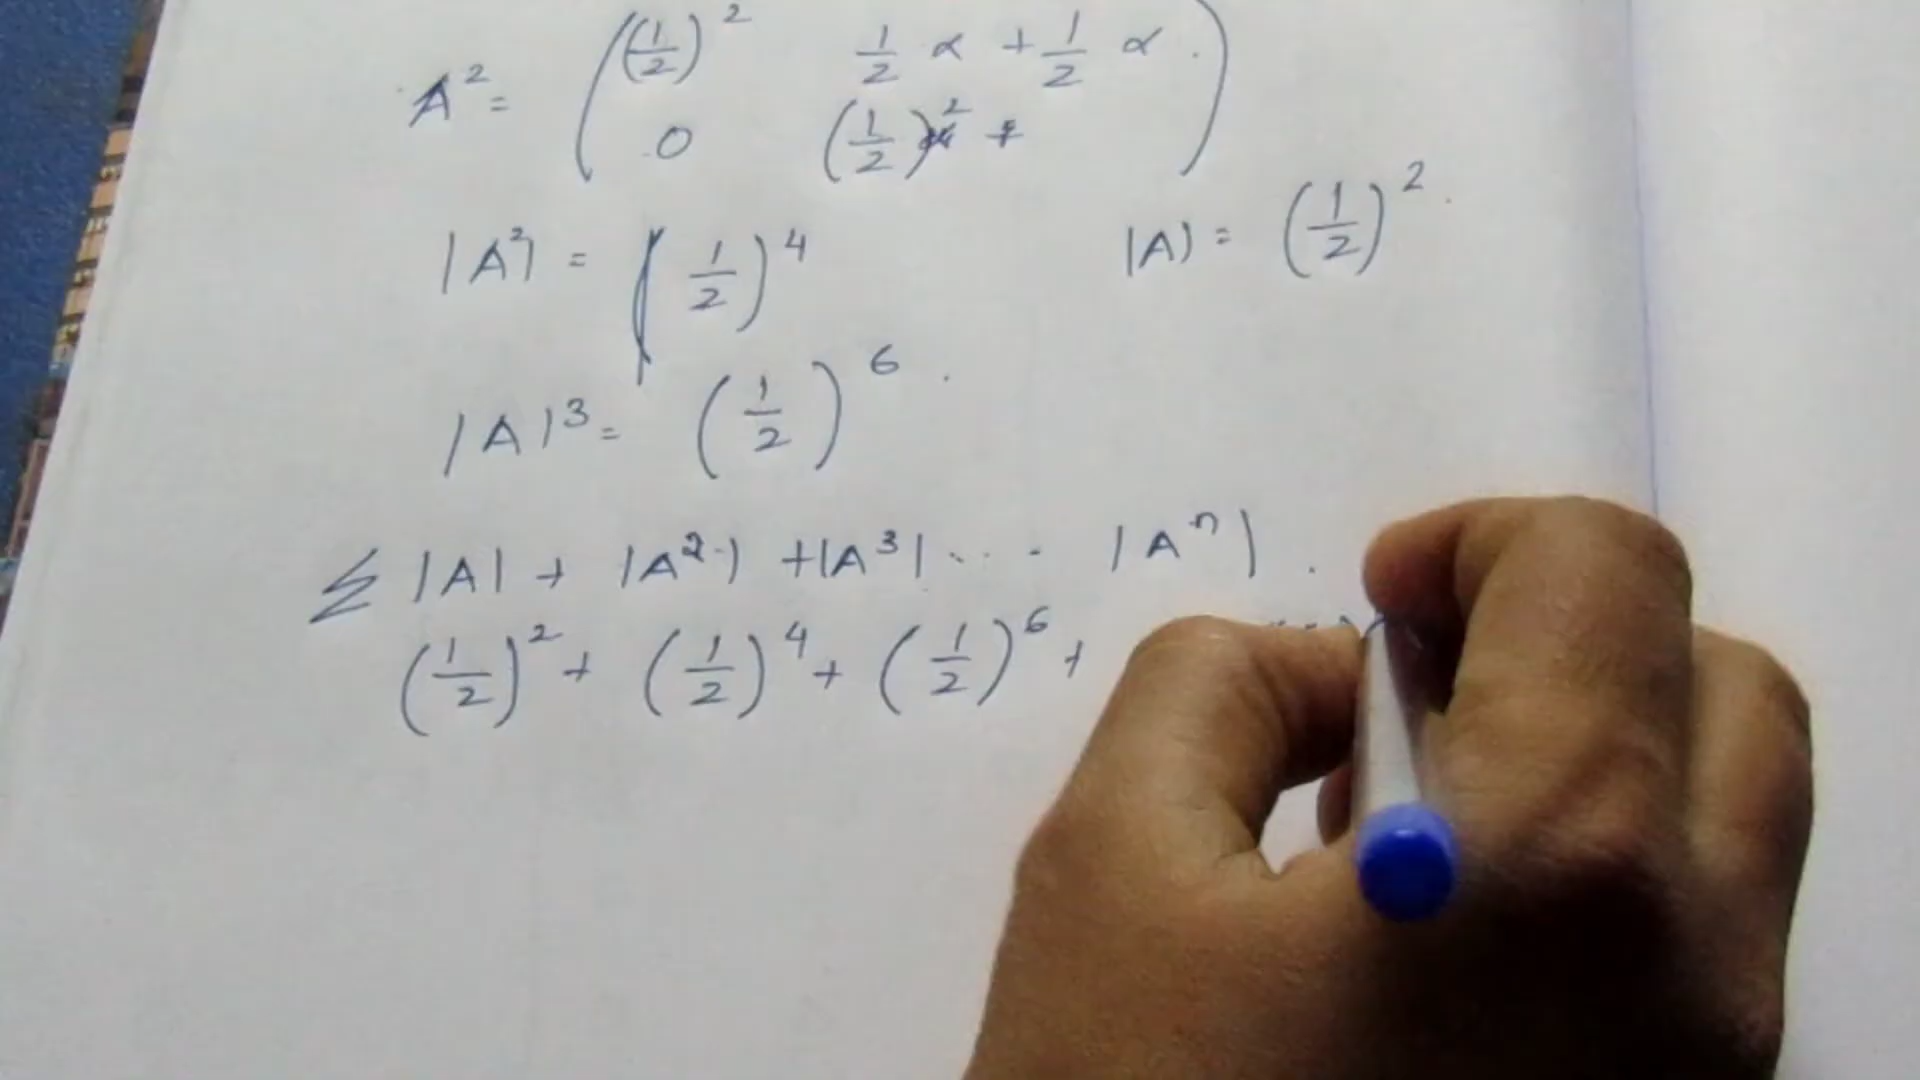 A² = ( (1/2)² 1/2 α + 1/2 α .
0 (1/2)² + )
|A²| = (1/2)⁴ |A| = (1/2)² .
|A|³ = (1/2)⁶ .
Σ |A| + |A²| + |A³| ... |Aⁿ| .
(1/2)² + (1/2)⁴ + (1/2)⁶ +